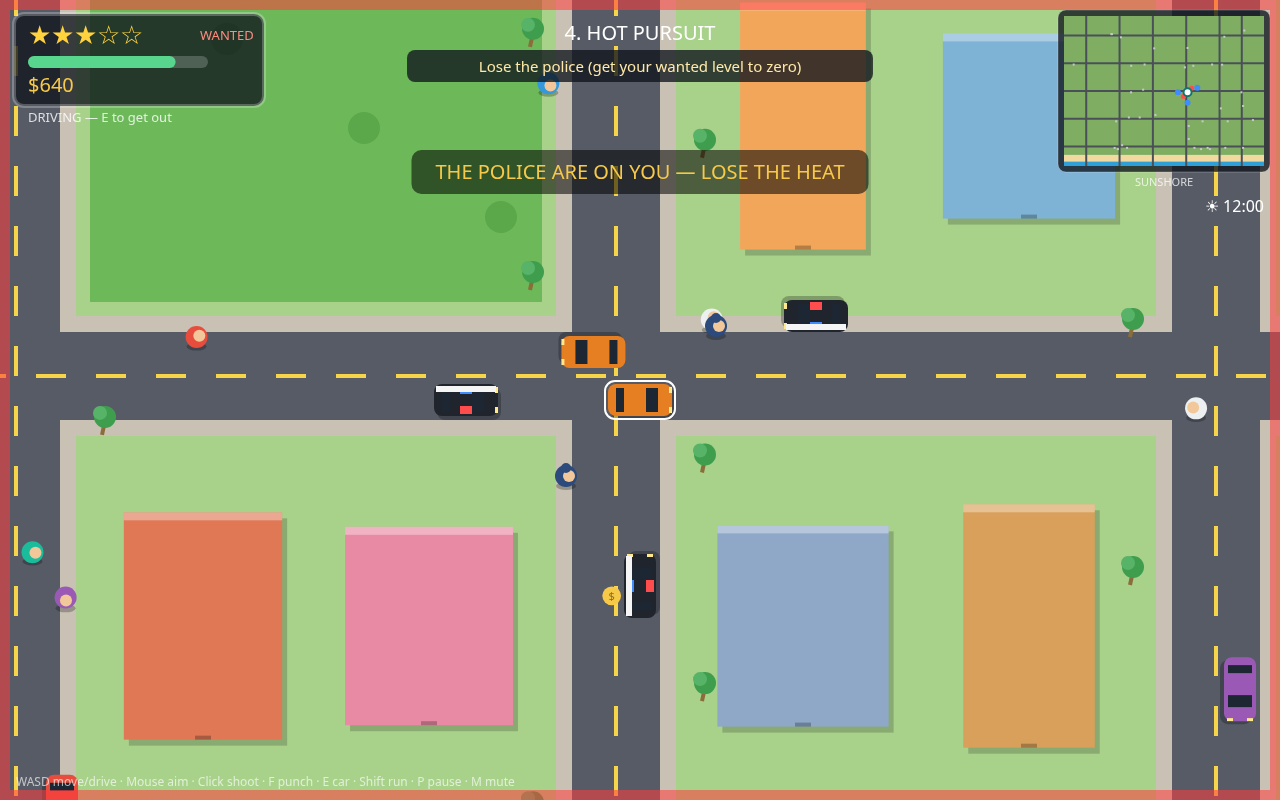 ★★★☆☆ WANTED
$640
DRIVING — E to get out
4. HOT PURSUIT
Lose the police (get your wanted level to zero)
THE POLICE ARE ON YOU — LOSE THE HEAT
SUNSHORE
☀ 12:00
$
WASD move/drive · Mouse aim · Click shoot · F punch · E car · Shift run · P pause · M mute